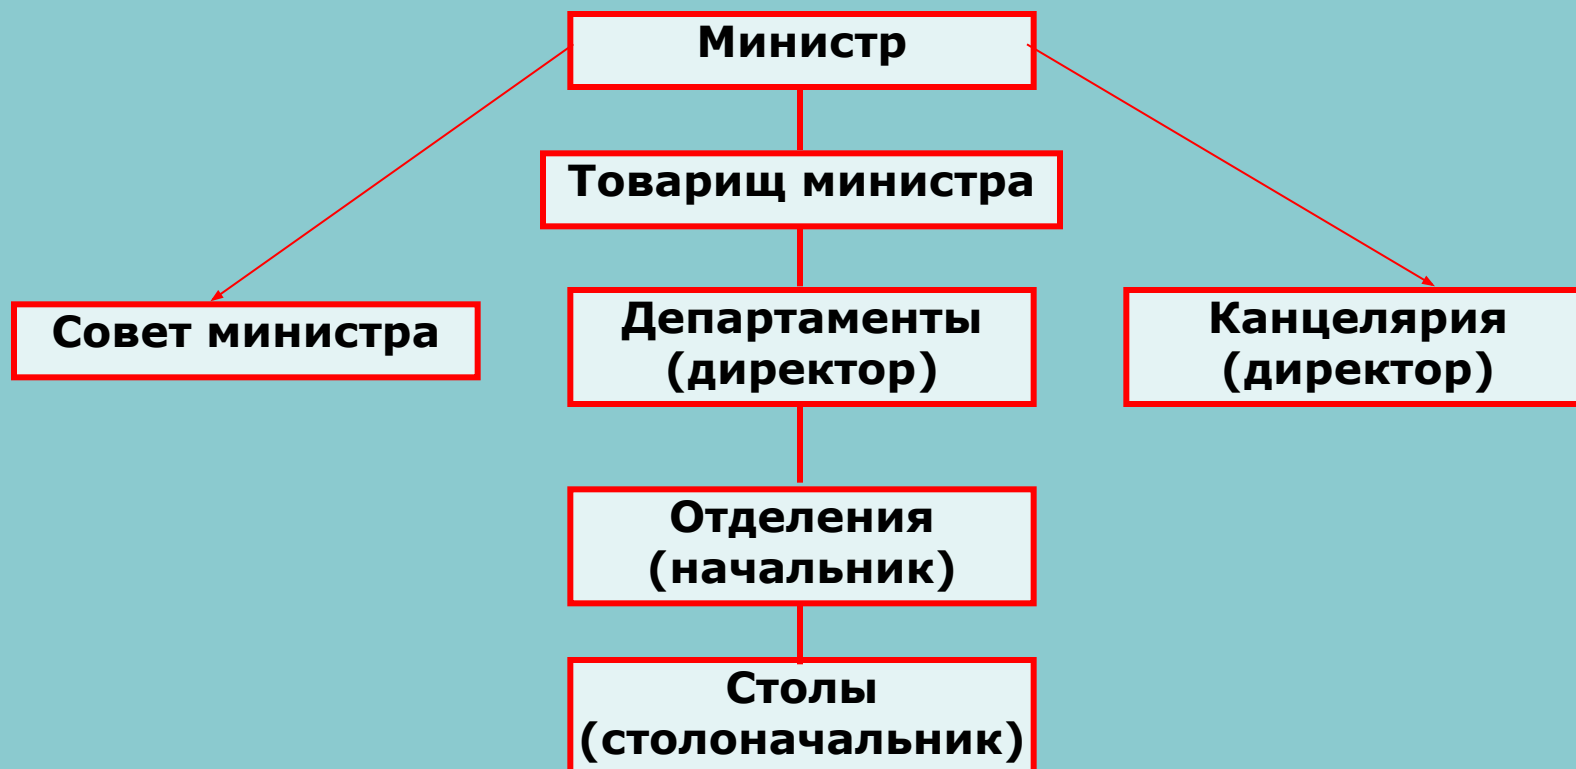 Министр
Товарищ министра
Совет министра
Департаменты
(директор)
Канцелярия
(директор)
Отделения
(начальник)
Столы
(столоначальник)